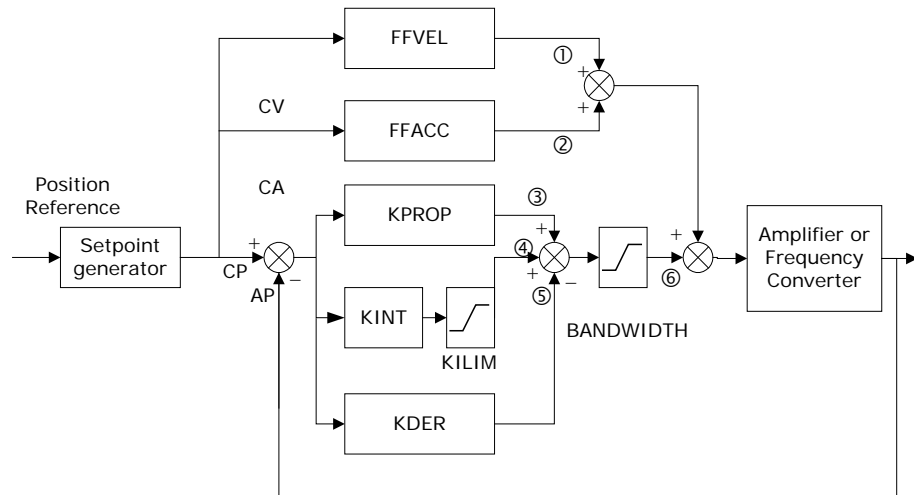 FFVEL
①
+
+
CV
FFACC
②
CA
Position
Reference
KPROP
③
Setpoint
generator
+
CP
AP
−
+
④
+
⑤
−
+
⑥
Amplifier or
Frequency
Converter
KINT
KILIM
BANDWIDTH
KDER